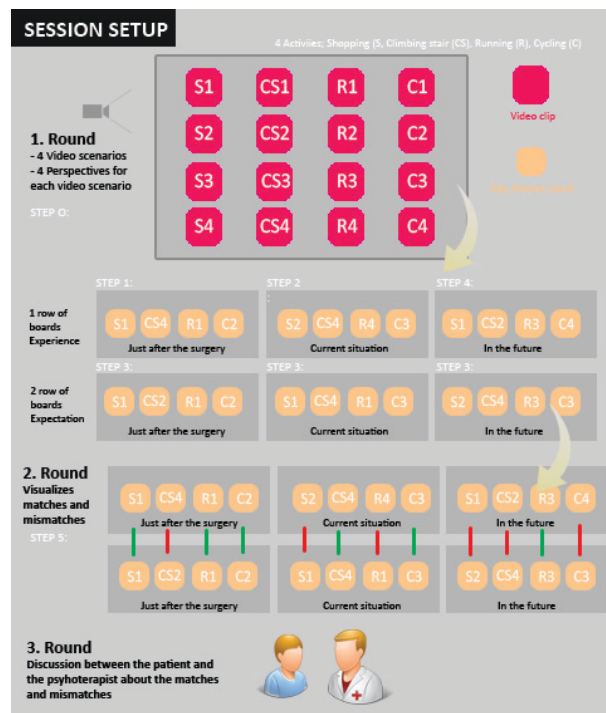 SESSION SETUP
4 Activiies; Shopping (S, Climbing stair (CS), Running (R), Cycling (C)
S1 CS1 R1 C1
S2 CS2 R2 C2
S3 CS3 R3 C3
S4 CS4 R4 C4
Video clip
1. Round
- 4 Video scenarios
- 4 Perspectives for
each video scenario
STEP O:
STEP 1: STEP 2 STEP 4:
:
1 row of
boards
Experience
S1 CS4 R1 C2 S2 CS4 R4 C3 S1 CS2 R3 C4
Just after the surgery Current situation In the future
STEP 3: STEP 3: STEP 3:
2 row of
boards
Expectation
S1 CS2 R1 C2 S1 CS4 R1 C3 S2 CS4 R3 C3
Just after the surgery Current situation In the future
2. Round
Visualizes
matches and
mismatches
STEP 5:
S1 CS4 R1 C2 S2 CS4 R4 C3 S1 CS2 R3 C4
Just after the surgery Current situation In the future
S1 CS2 R1 C2 S1 CS4 R1 C3 S2 CS4 R3 C3
Just after the surgery Current situation In the future
3. Round
Discussion between the patient and
the psyhoterapist about the matches
and mismatches